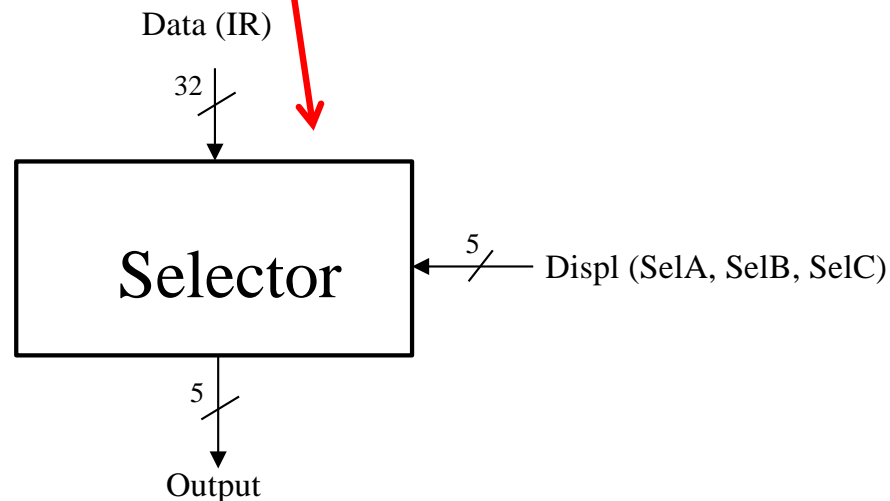 Data (IR)
32
Selector
5
Displ (SelA, SelB, SelC)
5
Output